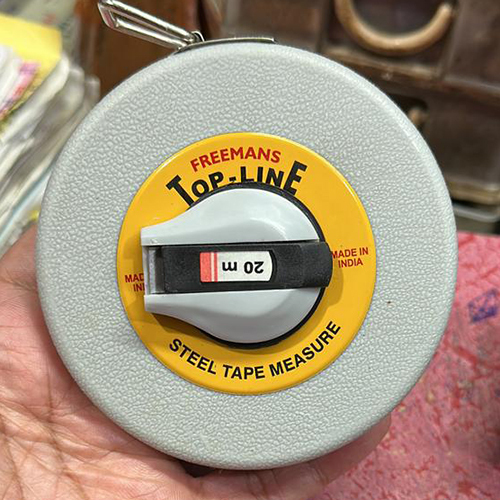 FREEMANS
TOP-LINE
MADE IN
INDIA
20 m
STEEL TAPE MEASURE